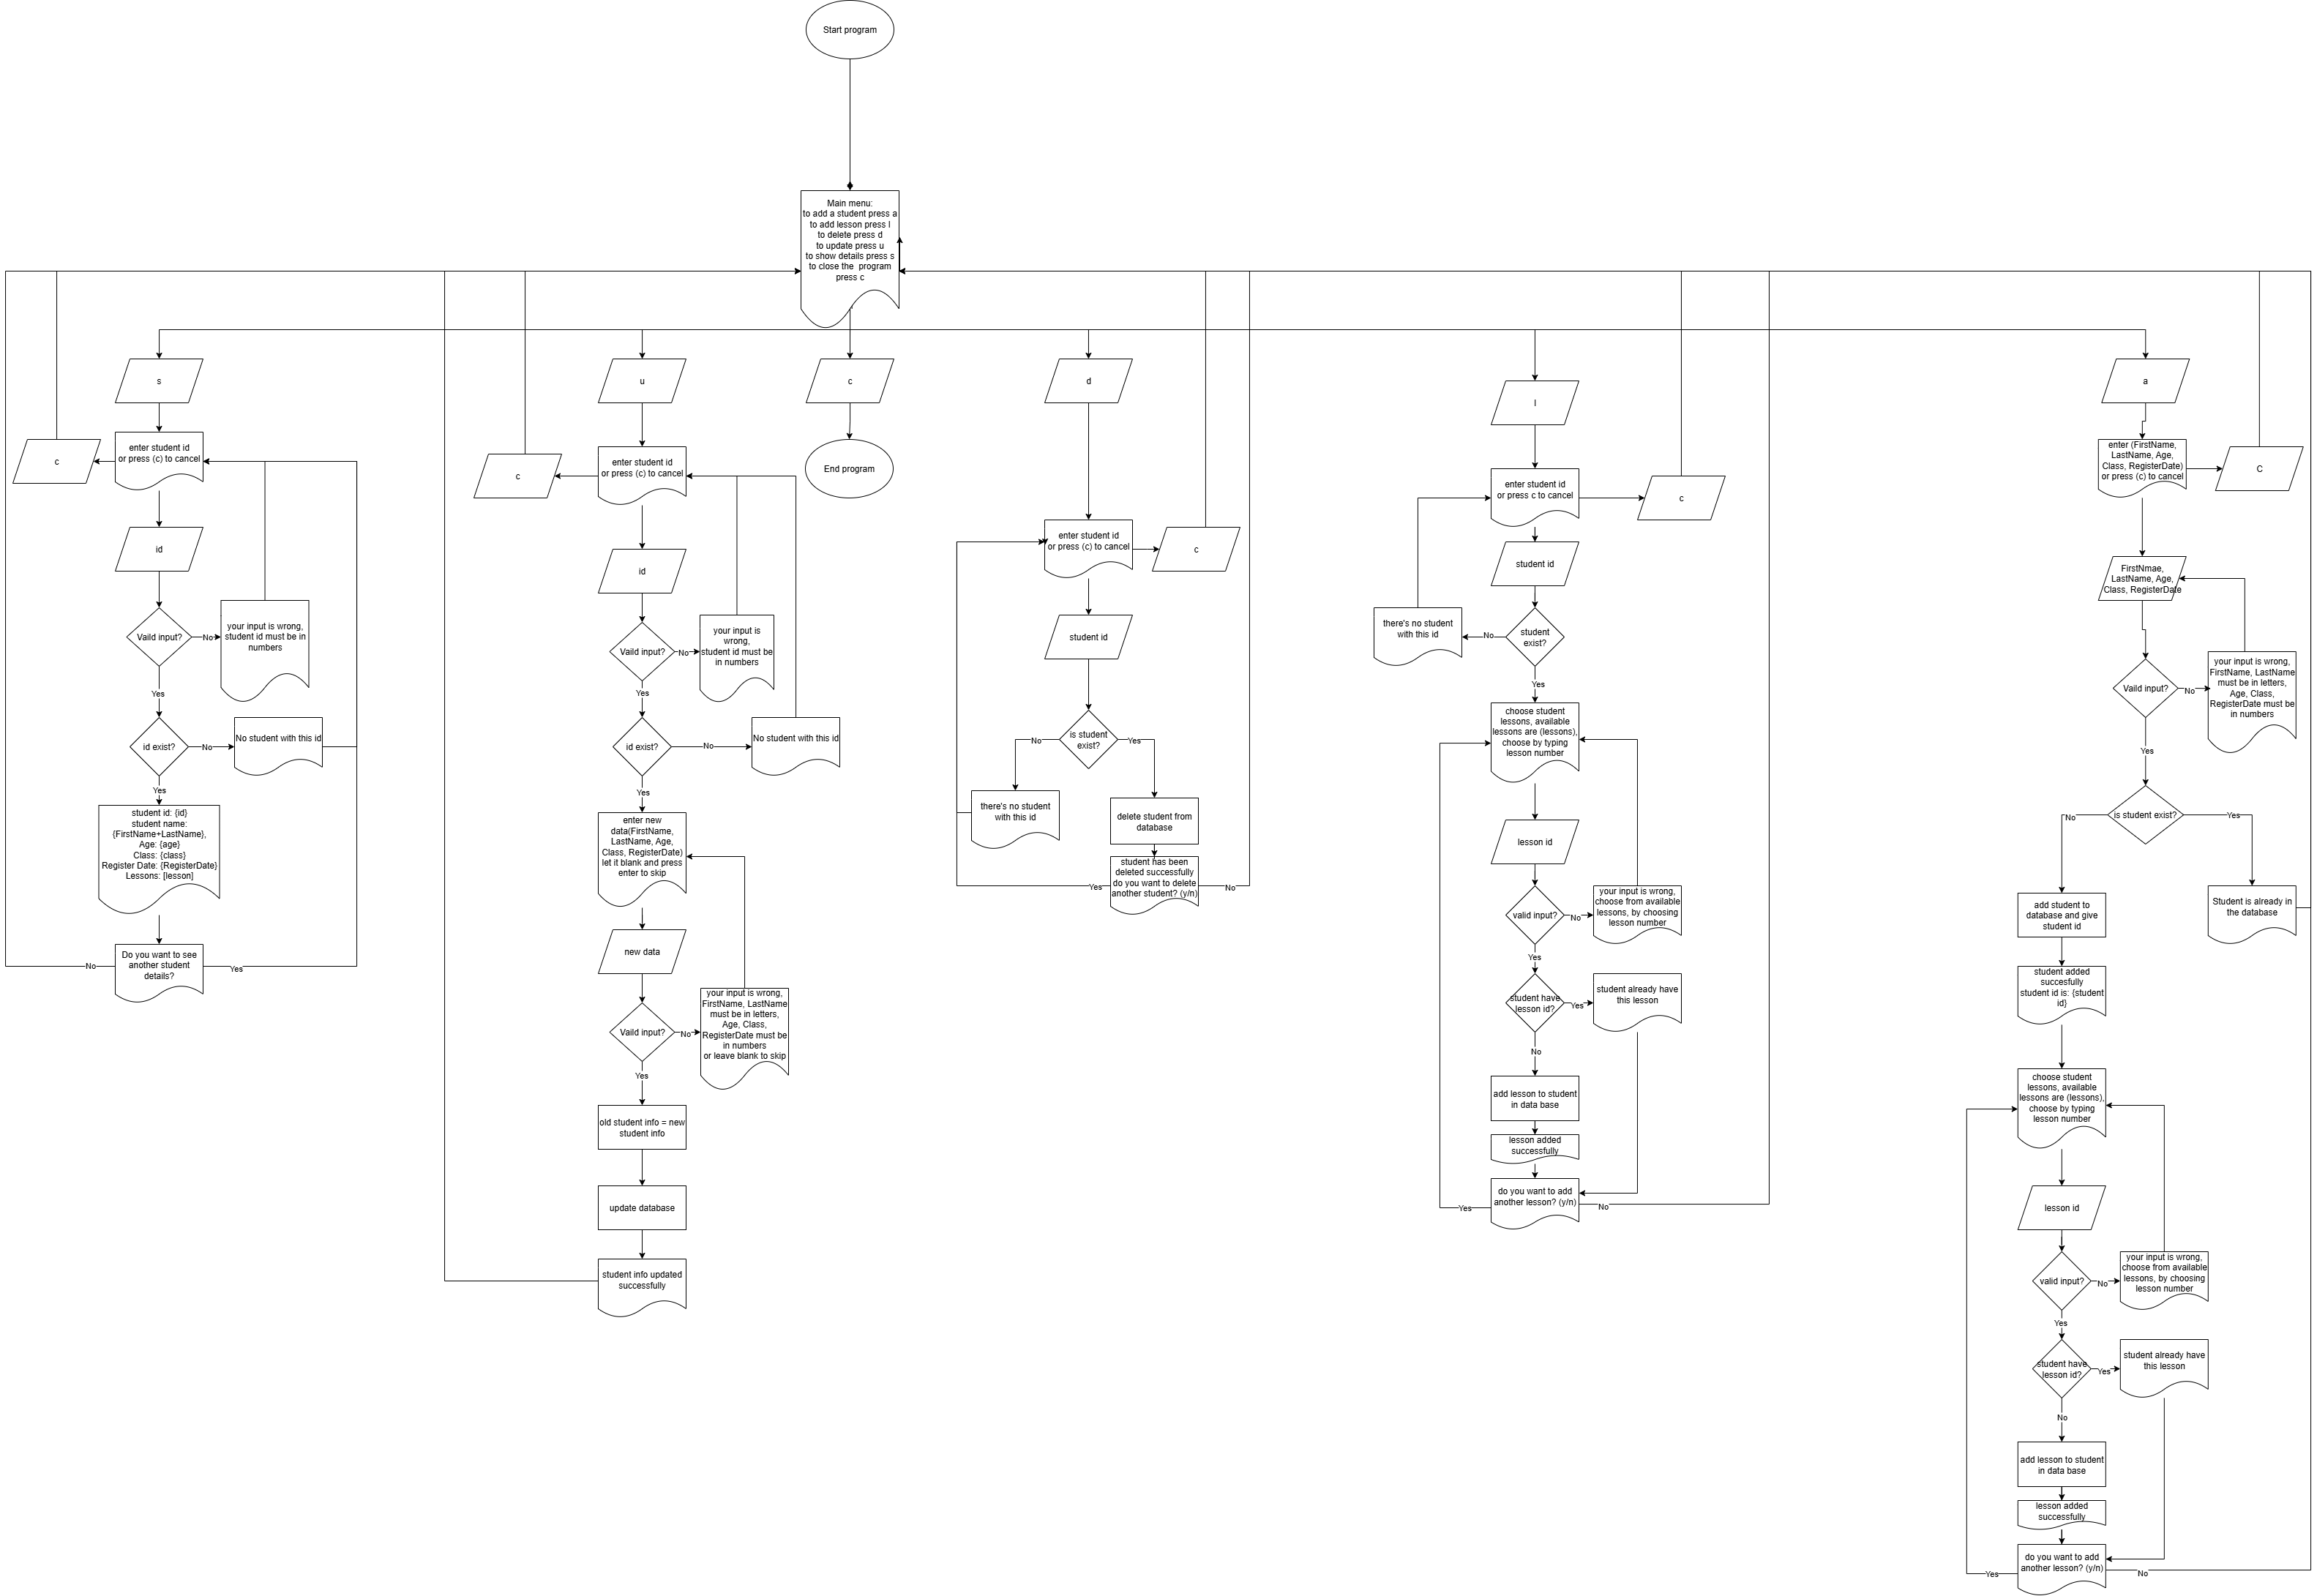 Start program
Main menu:
to add a student press a
to add lesson press l
to delete press d
to update press u
to show details press s
to close the  program
press c
s
enter student id
or press (c) to cancel
c
id
Vaild input?
No
your input is wrong,
student id must be in
numbers
Yes
id exist?
No
No student with this id
Yes
student id: {id}
student name:
{FirstName+LastName},
Age: {age}
Class: {class}
Register Date: {RegisterDate}
Lessons: [lesson]
Do you want to see
another student
details?
No
Yes
u
enter student id
or press (c) to cancel
c
id
Vaild input?
No
your input is
wrong,
student id must be
in numbers
Yes
id exist?
No
No student with this id
Yes
enter new
data(FirstName,
LastName, Age,
Class, RegisterDate)
let it blank and press
enter to skip
new data
Vaild input?
No
your input is wrong,
FirstName, LastName
must be in letters,
Age, Class,
RegisterDate must be
in numbers
or leave blank to skip
Yes
old student info = new
student info
update database
student info updated
successfully
c
End program
d
enter student id
or press (c) to cancel
c
student id
is student
exist?
No
Yes
there's no student
with this id
delete student from
database
student has been
deleted successfully
do you want to delete
another student? (y/n)
Yes
No
l
enter student id
or press c to cancel
c
student id
student
exist?
No
there's no student
with this id
Yes
choose student
lessons, available
lessons are (lessons),
choose by typing
lesson number
lesson id
valid input?
No
your input is wrong,
choose from available
lessons, by choosing
lesson number
Yes
student have
lesson id?
Yes
student already have
this lesson
No
add lesson to student
in data base
lesson added
successfully
do you want to add
another lesson? (y/n)
Yes
No
a
enter (FirstName,
LastName, Age,
Class, RegisterDate)
or press (c) to cancel
C
FirstNmae,
LastName, Age,
Class, RegisterDate
Vaild input?
No
your input is wrong,
FirstName, LastName
must be in letters,
Age, Class,
RegisterDate must be
in numbers
Yes
is student exist?
No
Yes
Student is already in
the database
add student to
database and give
student id
student added
succesfully
student id is: {student
id}
choose student
lessons, available
lessons are (lessons),
choose by typing
lesson number
lesson id
valid input?
No
your input is wrong,
choose from available
lessons, by choosing
lesson number
Yes
student have
lesson id?
Yes
student already have
this lesson
No
add lesson to student
in data base
lesson added
successfully
do you want to add
another lesson? (y/n)
Yes
No